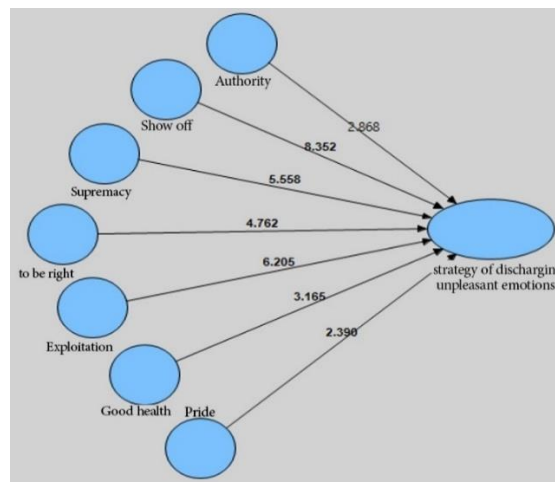 Authority
2.868
Show off
8.352
Supremacy
5.558
4.762
to be right
6.205
strategy of dischargin
unpleasant emotions
Exploitation
3.165
Good health
Pride
2.390